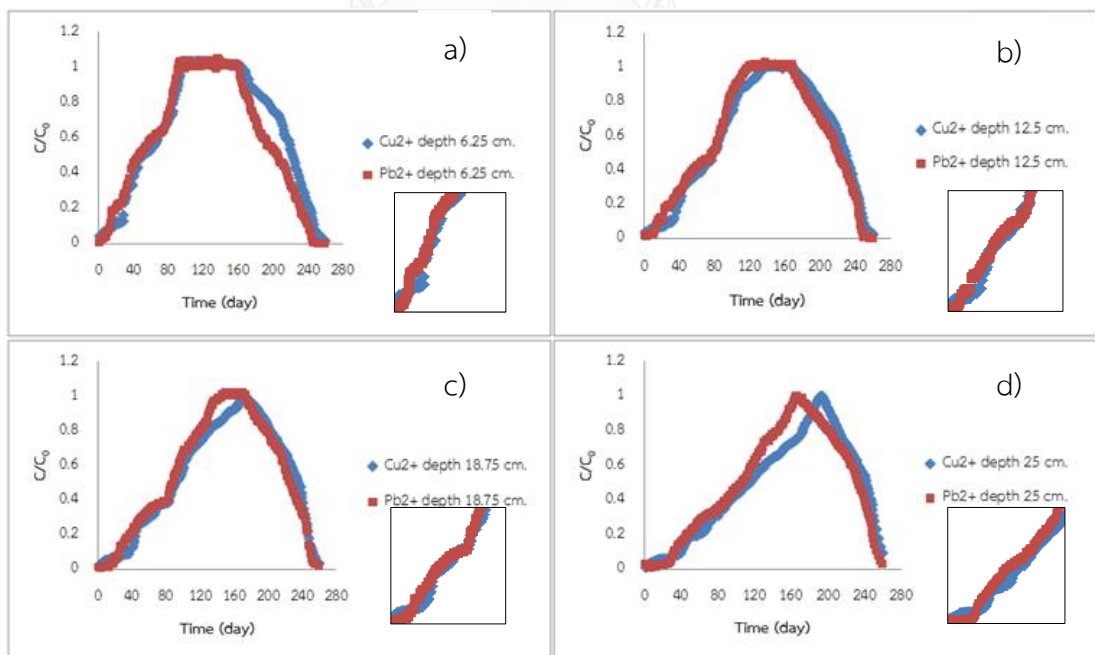 a)
1.2
1
0.8
0.6
0.4
0.2
0
C/C0
0 40 80 120 160 200 240 280
Time (day)
Cu2+ depth 6.25 cm.
Pb2+ depth 6.25 cm.
b)
1.2
1
0.8
0.6
0.4
0.2
0
C/C0
0 40 80 120 160 200 240 280
Time (day)
Cu2+ depth 12.5 cm.
Pb2+ depth 12.5 cm.
c)
1.2
1
0.8
0.6
0.4
0.2
0
C/C0
0 40 80 120 160 200 240 280
Time (day)
Cu2+ depth 18.75 cm.
Pb2+ depth 18.75 cm.
d)
1.2
1
0.8
0.6
0.4
0.2
0
C/C0
0 40 80 120 160 200 240 280
Time (day)
Cu2+ depth 25 cm.
Pb2+ depth 25 cm.